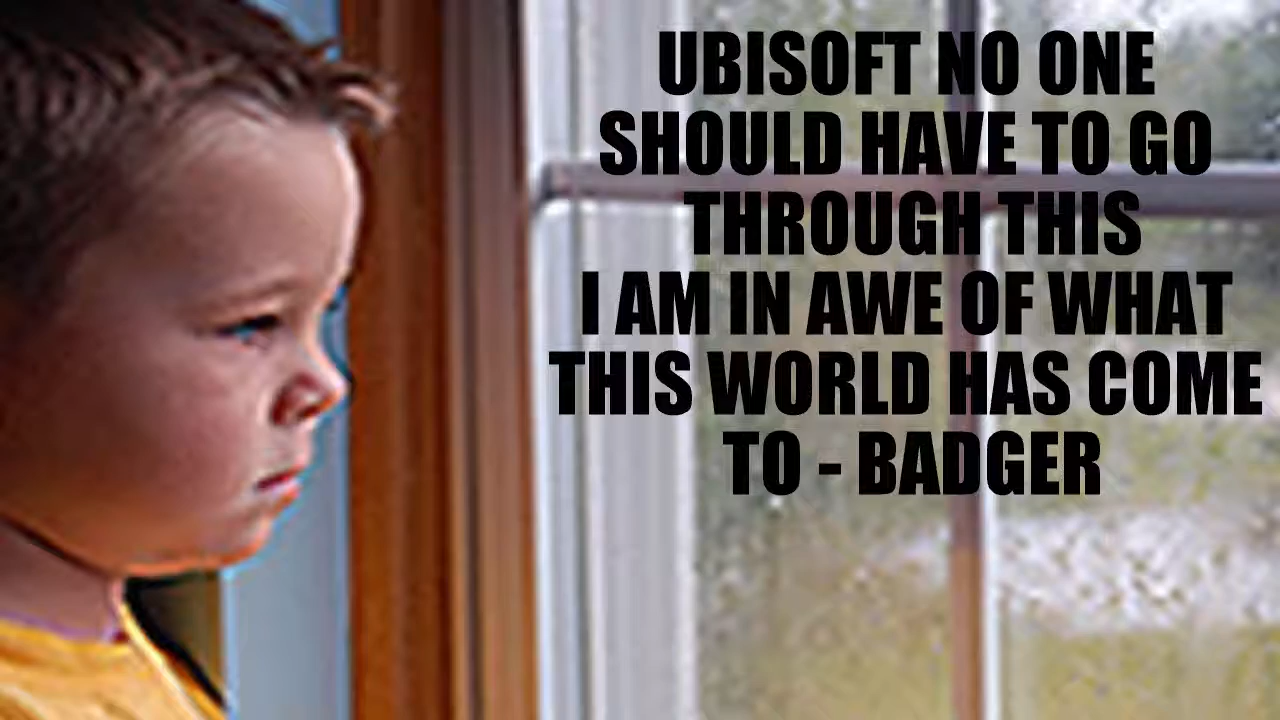 UBISOFT NO ONE
SHOULD HAVE TO GO
THROUGH THIS
I AM IN AWE OF WHAT
THIS WORLD HAS COME
TO - BADGER